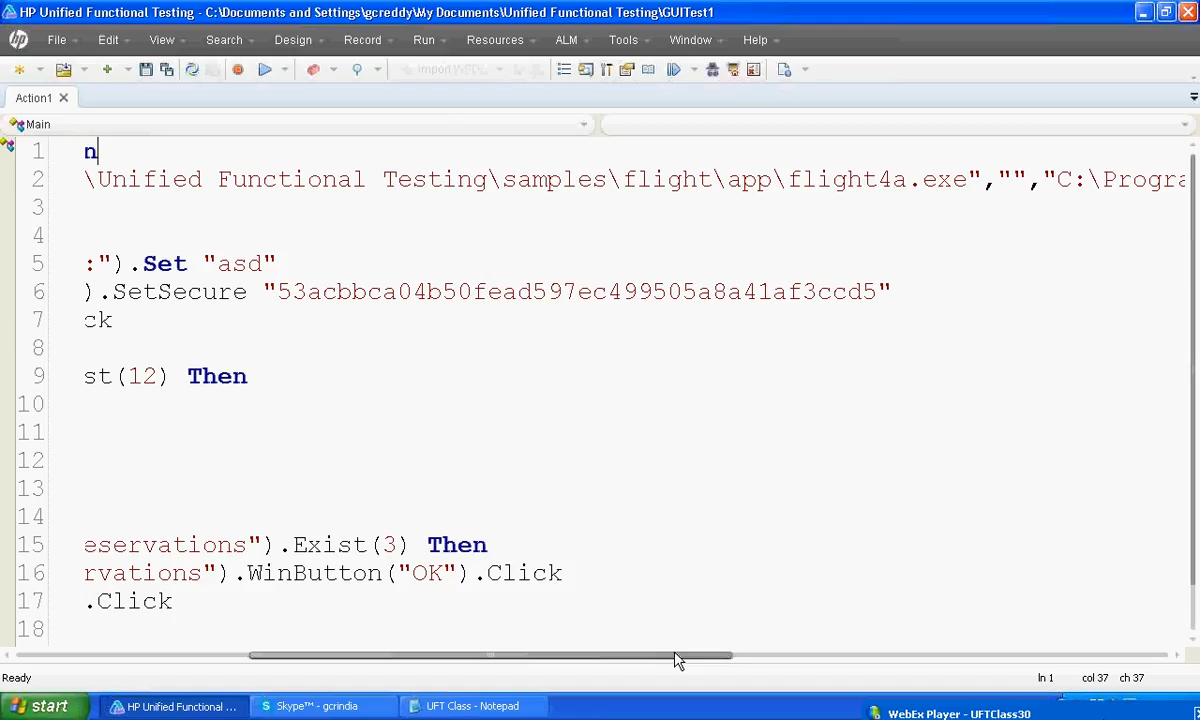 HP Unified Functional Testing - C:\Documents and Settings\gcreddy\My Documents\Unified Functional Testing\GUITest1
hp File Edit View Search Design Record Run Resources ALM Tools Window Help
Action1
Main
1 n
2 \Unified Functional Testing\samples\flight\app\flight4a.exe","","C:\Progra
3
4
5 :").Set "asd"
6 ).SetSecure "53acbbca04b50fead597ec499505a8a41af3ccd5"
7 ck
8
9 st(12) Then
10
11
12
13
14
15 eservations").Exist(3) Then
16 rvations").WinButton("OK").Click
17 .Click
18
Ready ln 1 col 37 ch 37
start HP Unified Functional ... Skype™ - gcrindia UFT Class - Notepad WebEx Player - UFTClass30